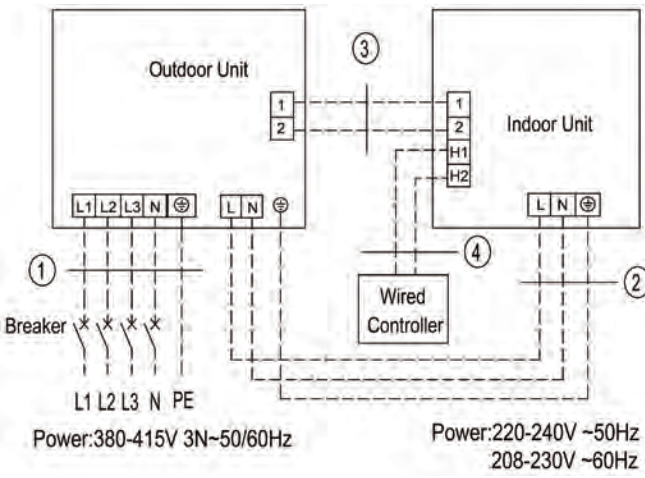 Outdoor Unit
③
Indoor Unit
1
2
1
2
H1
H2
L1 L2 L3 N ⏚
L N ⏚
L N ⏚
①
④
②
Wired
Controller
Breaker
L1 L2 L3 N PE
Power:380-415V 3N~50/60Hz
Power:220-240V ~50Hz
208-230V ~60Hz